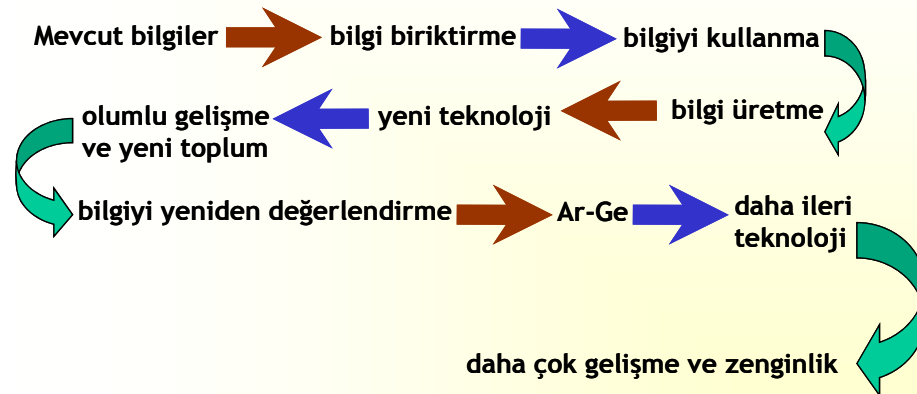 Mevcut bilgiler bilgi biriktirme bilgiyi kullanma
bilgi üretme
yeni teknoloji
olumlu gelişme
ve yeni toplum
bilgiyi yeniden değerlendirme Ar-Ge daha ileri
teknoloji
daha çok gelişme ve zenginlik